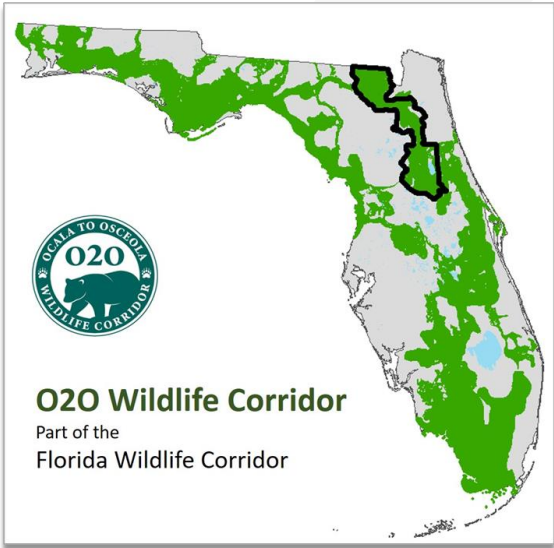 OCALA TO OSCEOLA
O2O
WILDLIFE CORRIDOR
O2O Wildlife Corridor
Part of the
Florida Wildlife Corridor